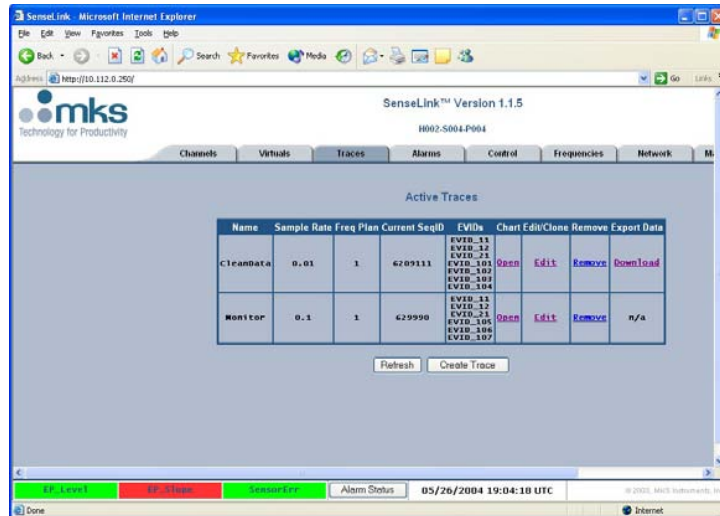 SenseLink - Microsoft Internet Explorer
File Edit View Favorites Tools Help
Back Search Favorites Media
Address http://10.112.0.250/ Go Links
mks
Technology for Productivity
SenseLink™ Version 1.1.5
H002-S004-P004
Channels Virtuals Traces Alarms Control Frequencies Network
Active Traces
Name Sample Rate Freq Plan Current SeqID EVIDs Chart Edit/Clone Remove Export Data
CleanData 0.01 1 6209111 EVID_11 EVID_12 EVID_21 EVID_101 EVID_102 EVID_103 EVID_104 Open Edit Remove Download
Monitor 0.1 1 629990 EVID_11 EVID_12 EVID_21 EVID_105 EVID_106 EVID_107 Open Edit Remove n/a
Refresh Create Trace
EP_Level EP_Slope SensorErr Alarm Status 05/26/2004 19:04:18 UTC
Done Internet